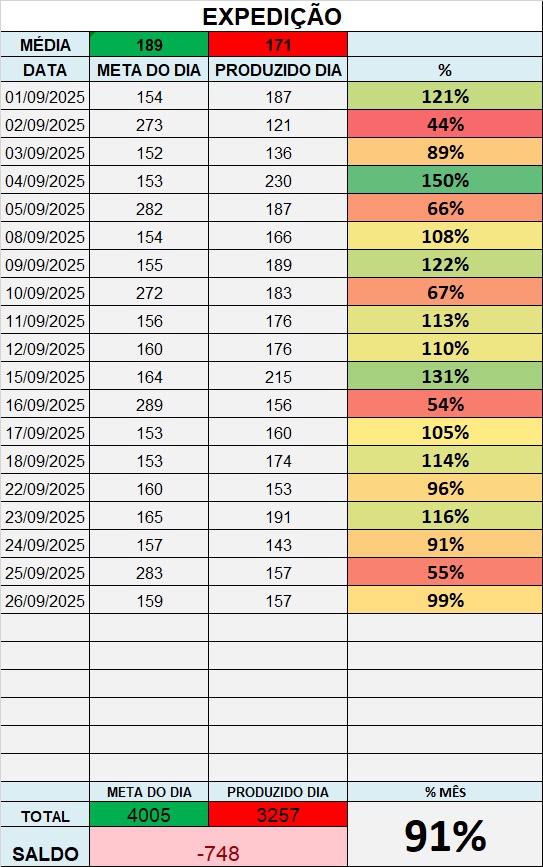 EXPEDIÇÃO
MÉDIA 189 171
DATA META DO DIA PRODUZIDO DIA %
01/09/2025 154 187 121%
02/09/2025 273 121 44%
03/09/2025 152 136 89%
04/09/2025 153 230 150%
05/09/2025 282 187 66%
08/09/2025 154 166 108%
09/09/2025 155 189 122%
10/09/2025 272 183 67%
11/09/2025 156 176 113%
12/09/2025 160 176 110%
15/09/2025 164 215 131%
16/09/2025 289 156 54%
17/09/2025 153 160 105%
18/09/2025 153 174 114%
22/09/2025 160 153 96%
23/09/2025 165 191 116%
24/09/2025 157 143 91%
25/09/2025 283 157 55%
26/09/2025 159 157 99%
META DO DIA PRODUZIDO DIA % MÊS
TOTAL 4005 3257 91%
SALDO -748